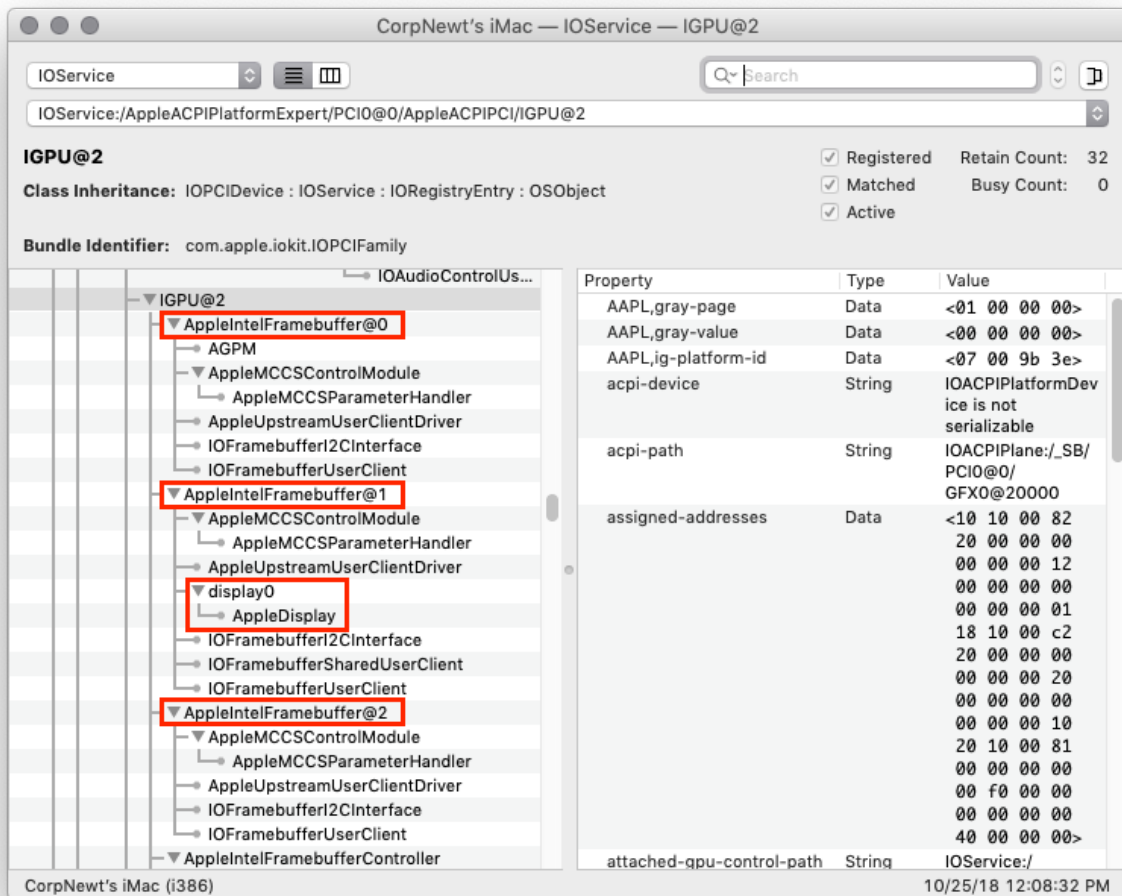 CorpNewt's iMac — IOService — IGPU@2
IOService
Search
IOService:/AppleACPIPlatformExpert/PCI0@0/AppleACPIPCI/IGPU@2
IGPU@2
Class Inheritance: IOPCIDevice : IOService : IORegistryEntry : OSObject
Bundle Identifier: com.apple.iokit.IOPCIFamily
Registered
Matched
Active
Retain Count: 32
Busy Count: 0
IOAudioControlUs...
IGPU@2
AppleIntelFramebuffer@0
AGPM
AppleMCCSControlModule
AppleMCCSParameterHandler
AppleUpstreamUserClientDriver
IOFramebufferI2CInterface
IOFramebufferUserClient
AppleIntelFramebuffer@1
AppleMCCSControlModule
AppleMCCSParameterHandler
AppleUpstreamUserClientDriver
display0
AppleDisplay
IOFramebufferI2CInterface
IOFramebufferSharedUserClient
IOFramebufferUserClient
AppleIntelFramebuffer@2
AppleMCCSControlModule
AppleMCCSParameterHandler
AppleUpstreamUserClientDriver
IOFramebufferI2CInterface
IOFramebufferUserClient
AppleIntelFramebufferController
Property Type Value
AAPL,gray-page Data <01 00 00 00>
AAPL,gray-value Data <00 00 00 00>
AAPL,ig-platform-id Data <07 00 9b 3e>
acpi-device String IOACPIPlatformDev
ice is not
serializable
acpi-path String IOACPIPlane:/_SB/
PCI0@0/
GFX0@20000
assigned-addresses Data <10 10 00 82
20 00 00 00
00 00 00 12
00 00 00 00
00 00 00 01
18 10 00 c2
20 00 00 00
00 00 00 20
00 00 00 00
00 00 00 10
20 10 00 81
00 00 00 00
00 f0 00 00
00 00 00 00
40 00 00 00>
attached-gpu-control-path String IOService:/
CorpNewt's iMac (i386)
10/25/18 12:08:32 PM